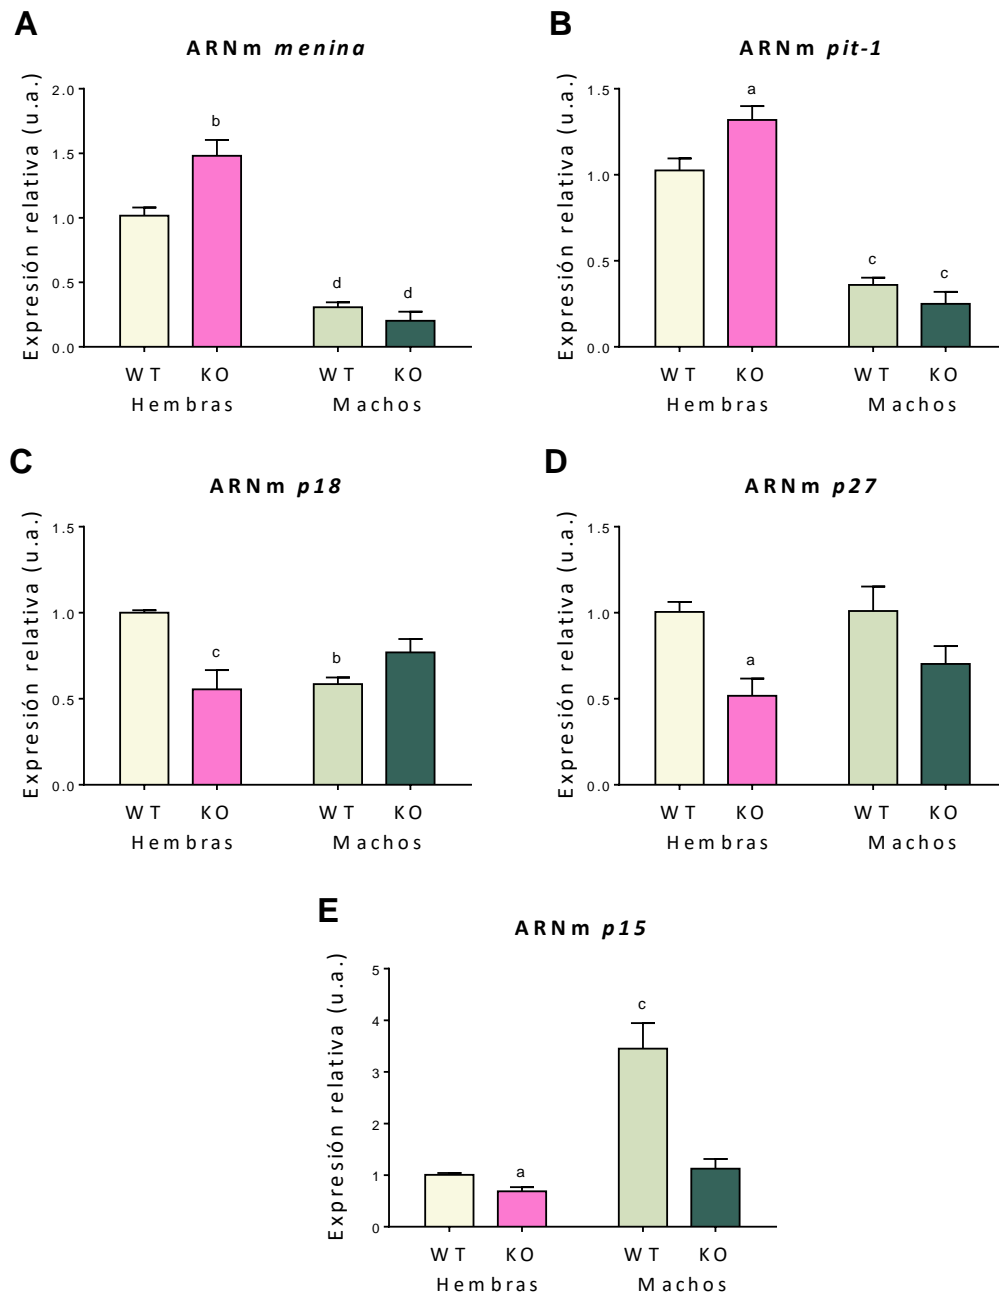 A
ARNm menina
Expresión relativa (u.a.)
2.0
1.5
1.0
0.5
0.0
b
d
d
WT KO WT KO
Hembras Machos
B
ARNm pit-1
Expresión relativa (u.a.)
1.5
1.0
0.5
0.0
a
c
c
WT KO WT KO
Hembras Machos
C
ARNm p18
Expresión relativa (u.a.)
1.5
1.0
0.5
0.0
c
b
WT KO WT KO
Hembras Machos
D
ARNm p27
Expresión relativa (u.a.)
1.5
1.0
0.5
0.0
a
WT KO WT KO
Hembras Machos
E
ARNm p15
Expresión relativa (u.a.)
5
4
3
2
1
0
a
c
WT KO WT KO
Hembras Machos